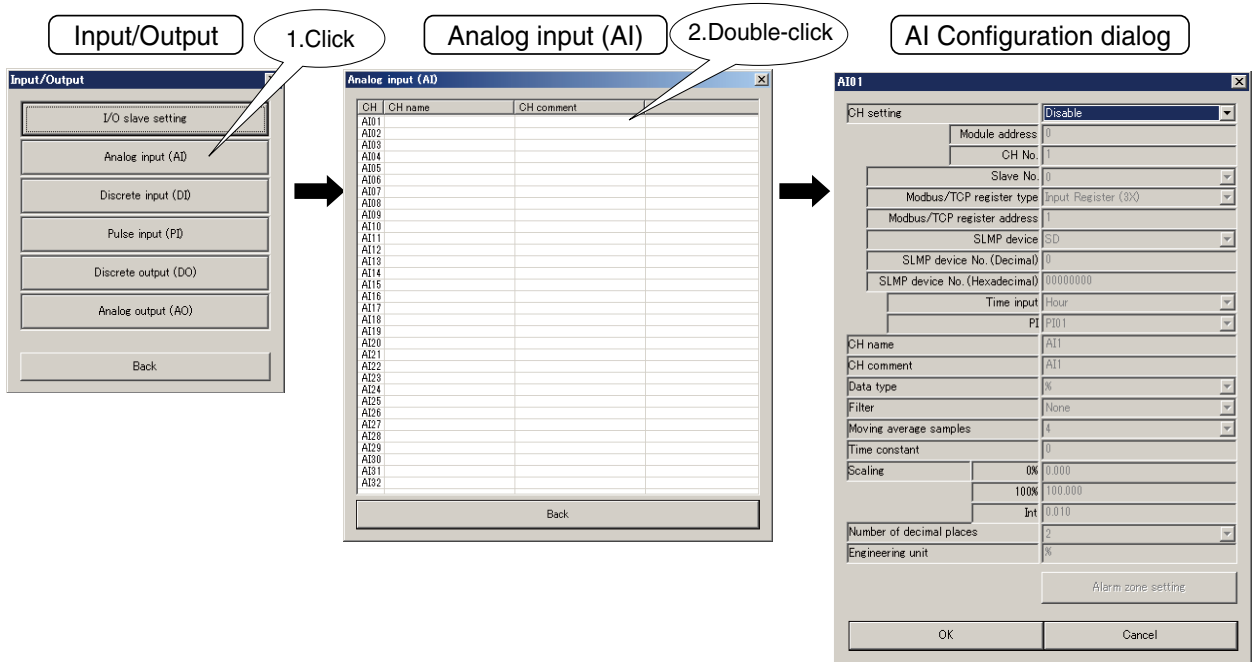 Input/Output
1.Click
Analog input (AI)
2.Double-click
AI Configuration dialog
Input/Output
I/O slave setting
Analog input (AI)
Discrete input (DI)
Pulse input (PI)
Discrete output (DO)
Analog output (AO)
Back
Analog input (AI)
CH CH name CH comment
AI01
AI02
AI03
AI04
AI05
AI06
AI07
AI08
AI09
AI10
AI11
AI12
AI13
AI14
AI15
AI16
AI17
AI18
AI19
AI20
AI21
AI22
AI23
AI24
AI25
AI26
AI27
AI28
AI29
AI30
AI31
AI32
Back
AI01
CH setting Disable
Module address 0
CH No. 1
Slave No. 0
Modbus/TCP register type Input Register (3X)
Modbus/TCP register address 1
SLMP device SD
SLMP device No. (Decimal) 0
SLMP device No. (Hexadecimal) 00000000
Time input Hour
PI PI01
CH name AI1
CH comment AI1
Data type %
Filter None
Moving average samples 4
Time constant 0
Scaling 0% 0.000
100% 100.000
Int 0.010
Number of decimal places 2
Engineering unit %
Alarm zone setting
OK Cancel